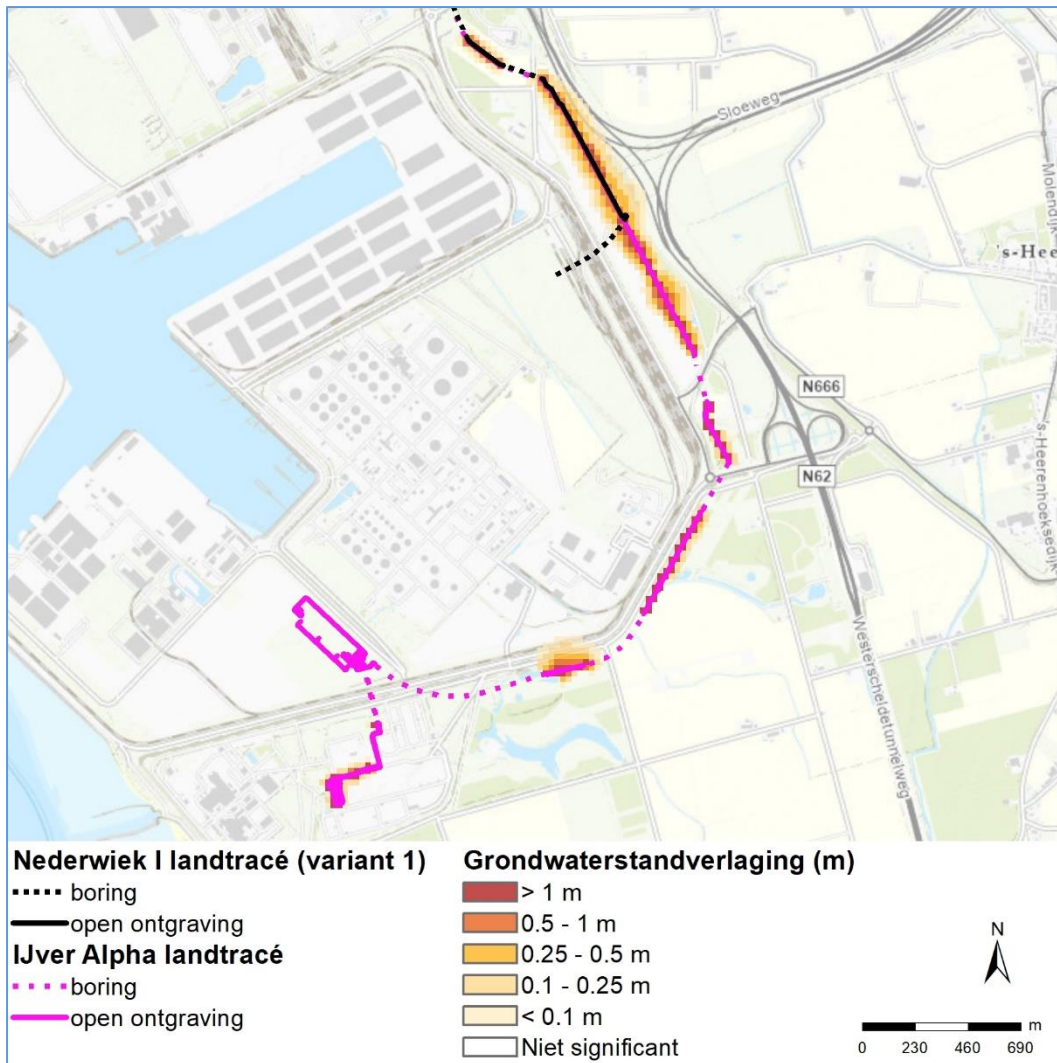 Sloeweg
Molendijk
's-Hee
N666
's-Heerenhoeksedijk
N62
Westerscheldetunnelweg
Nederwiek I landtracé (variant 1)
boring
open ontgraving
IJver Alpha landtracé
boring
open ontgraving
Grondwaterstandverlaging (m)
> 1 m
0.5 - 1 m
0.25 - 0.5 m
0.1 - 0.25 m
< 0.1 m
Niet significant
N
m
0 230 460 690